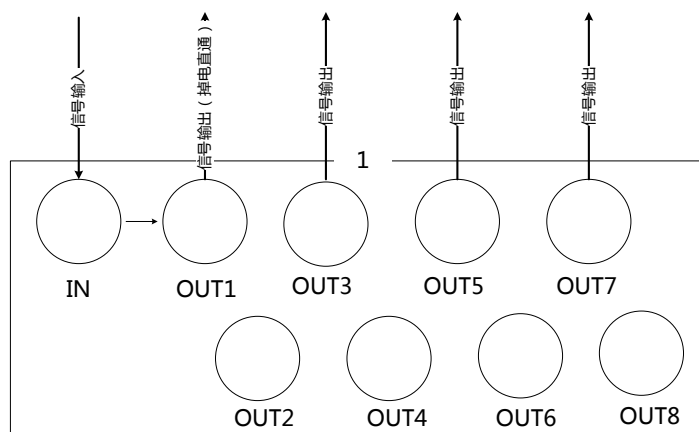 信号输入
信号输出（掉电直通）
信号输出
信号输出
信号输出
1
IN
OUT1
OUT3
OUT5
OUT7
OUT2
OUT4
OUT6
OUT8